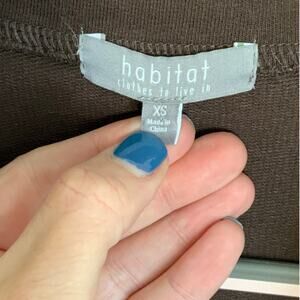 habitat
clothes to live in
XS
Made in
China